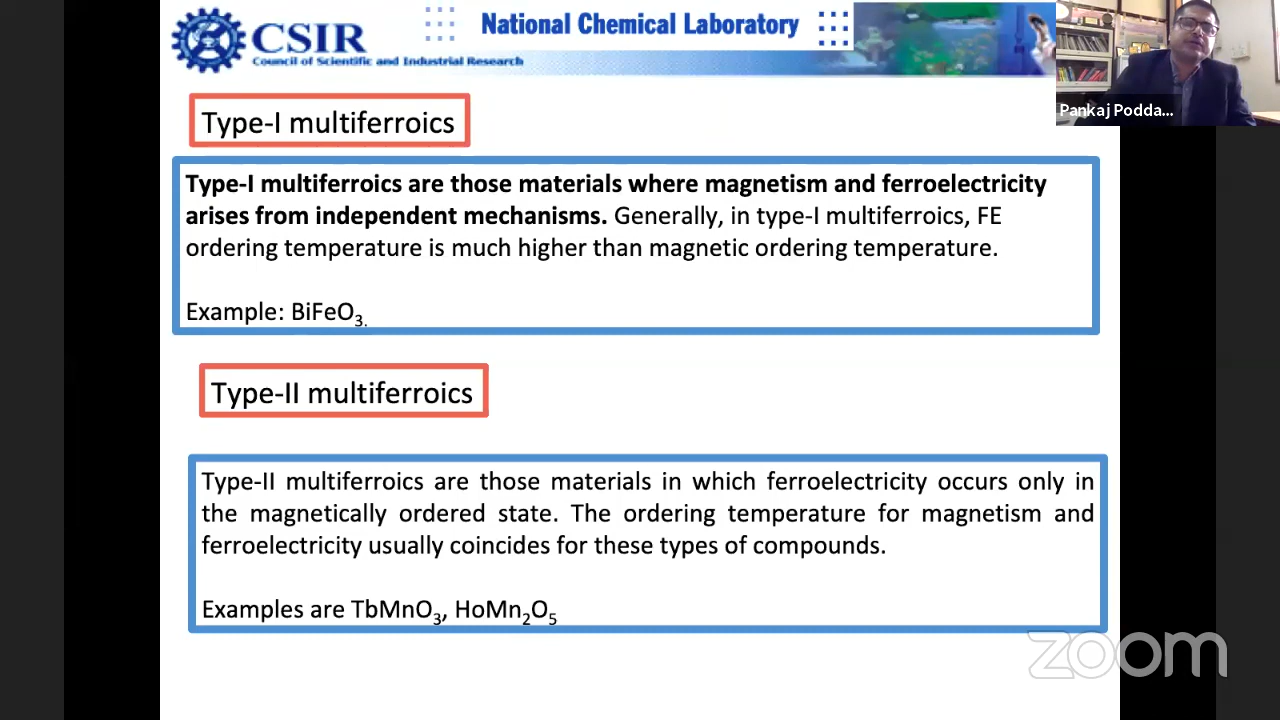 CSIR
Council of Scientific and Industrial Research
National Chemical Laboratory
Pankaj Podda...
Type-I multiferroics
Type-I multiferroics are those materials where magnetism and ferroelectricity
arises from independent mechanisms. Generally, in type-I multiferroics, FE
ordering temperature is much higher than magnetic ordering temperature.
Example: BiFeO₃.
Type-II multiferroics
Type-II multiferroics are those materials in which ferroelectricity occurs only in
the magnetically ordered state. The ordering temperature for magnetism and
ferroelectricity usually coincides for these types of compounds.
Examples are TbMnO₃, HoMn₂O₅
zoom